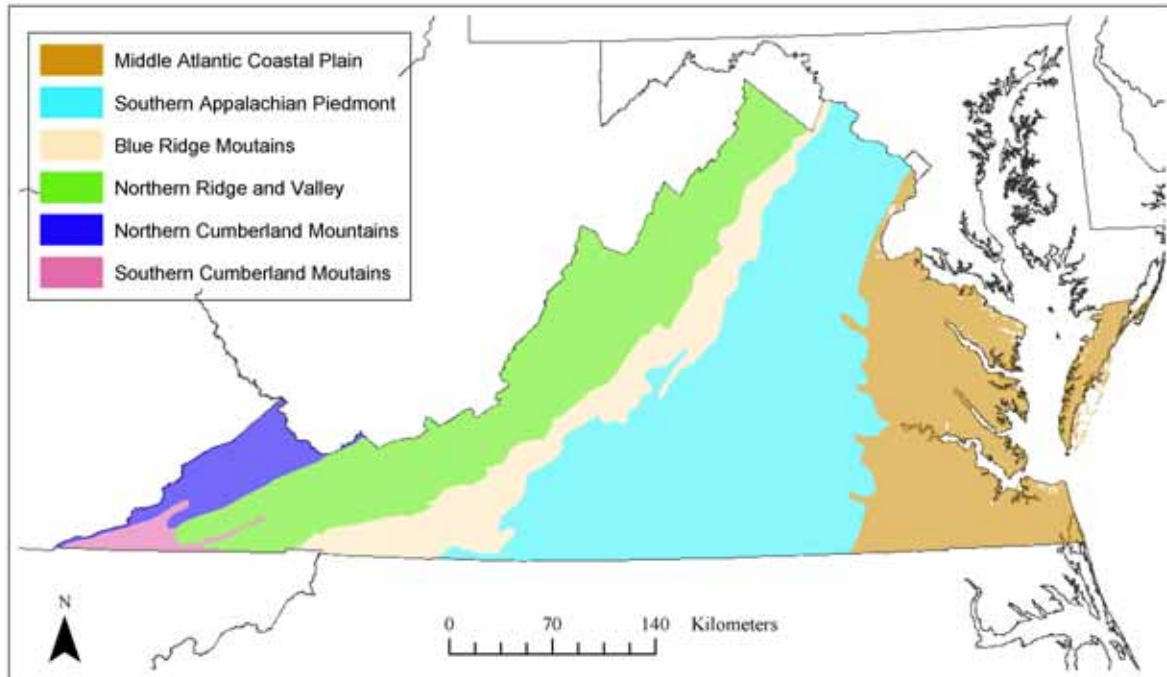 Middle Atlantic Coastal Plain
Southern Appalachian Piedmont
Blue Ridge Moutains
Northern Ridge and Valley
Northern Cumberland Mountains
Southern Cumberland Moutains
N
0 70 140 Kilometers